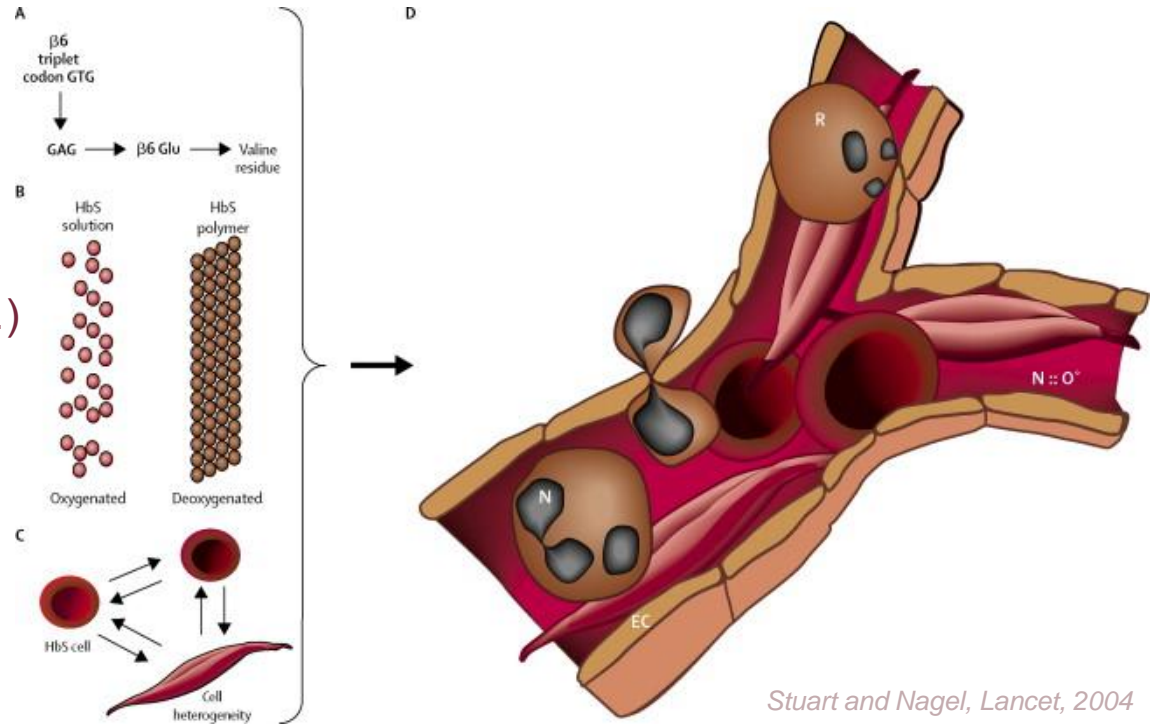 A
β6
triplet
codon GTG
GAG
β6 Glu
Valine
residue
B
HbS
solution
HbS
polymer
)
Oxygenated
Deoxygenated
C
HbS cell
Cell
heterogeneity
D
R
N :: O°
N
EC
Stuart and Nagel, Lancet, 2004